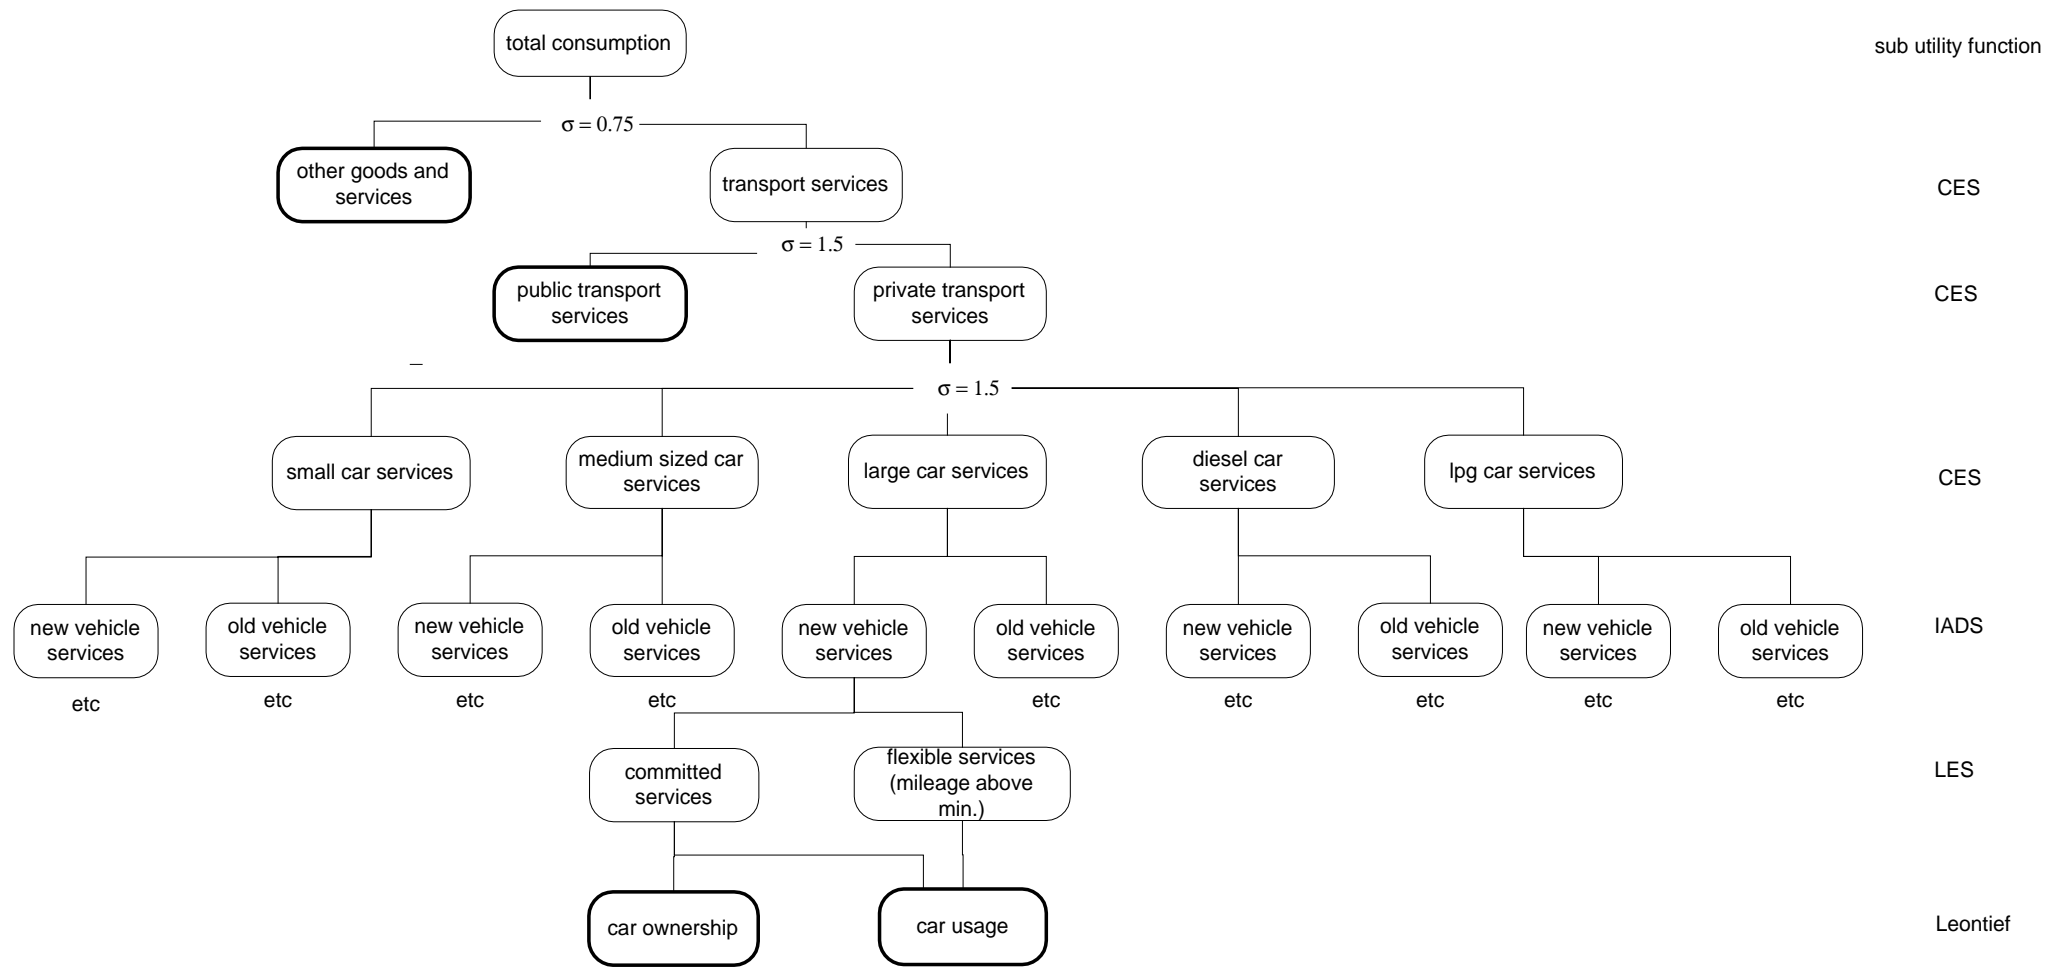 total consumption
sub utility function
σ = 0.75
other goods and
services
transport services
CES
σ = 1.5
public transport
services
private transport
services
CES
σ = 1.5
small car services
medium sized car
services
large car services
diesel car
services
lpg car services
CES
new vehicle
services
old vehicle
services
new vehicle
services
old vehicle
services
new vehicle
services
old vehicle
services
new vehicle
services
old vehicle
services
new vehicle
services
old vehicle
services
IADS
etc
etc
etc
etc
etc
etc
etc
etc
etc
committed
services
flexible services
(mileage above
min.)
LES
car ownership
car usage
Leontief